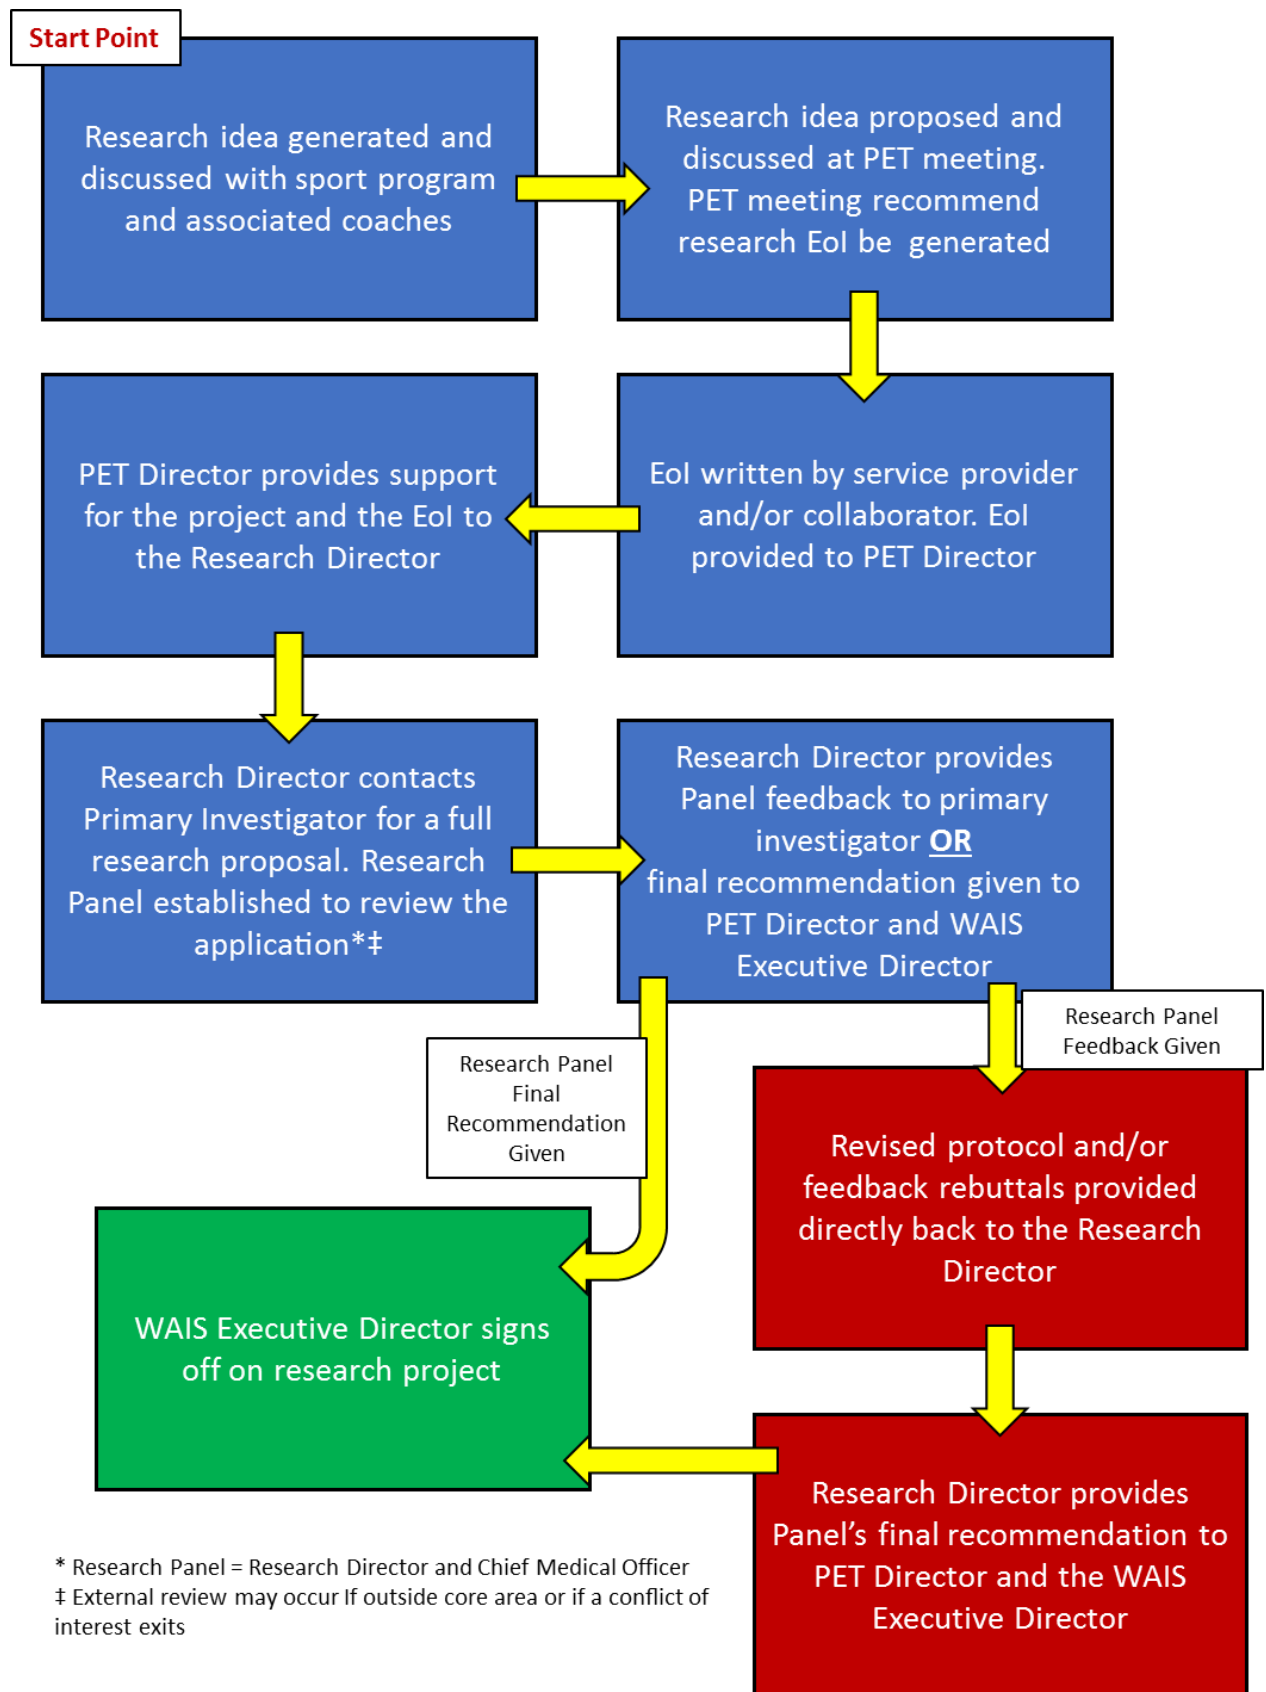 Start Point
Research idea generated and
discussed with sport program
and associated coaches
Research idea proposed and
discussed at PET meeting.
PET meeting recommend
research EoI be generated
EoI written by service provider
and/or collaborator. EoI
provided to PET Director
PET Director provides support
for the project and the EoI to
the Research Director
Research Director contacts
Primary Investigator for a full
research proposal. Research
Panel established to review the
application*‡
Research Director provides
Panel feedback to primary
investigator OR
final recommendation given to
PET Director and WAIS
Executive Director
Research Panel
Feedback Given
Research Panel
Final
Recommendation
Given
Revised protocol and/or
feedback rebuttals provided
directly back to the Research
Director
WAIS Executive Director signs
off on research project
Research Director provides
Panel’s final recommendation to
PET Director and the WAIS
Executive Director
* Research Panel = Research Director and Chief Medical Officer
‡ External review may occur If outside core area or if a conflict of
interest exits